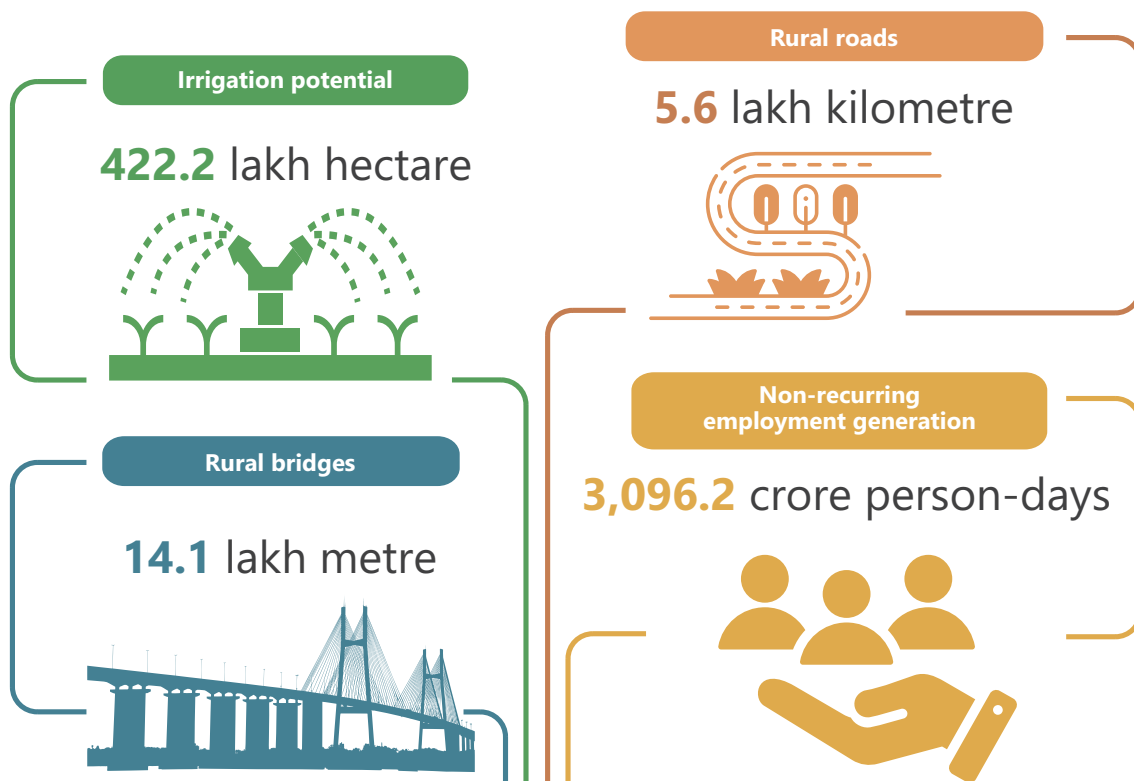 Irrigation potential
422.2 lakh hectare
Rural roads
5.6 lakh kilometre
Rural bridges
14.1 lakh metre
Non-recurring
employment generation
3,096.2 crore person-days